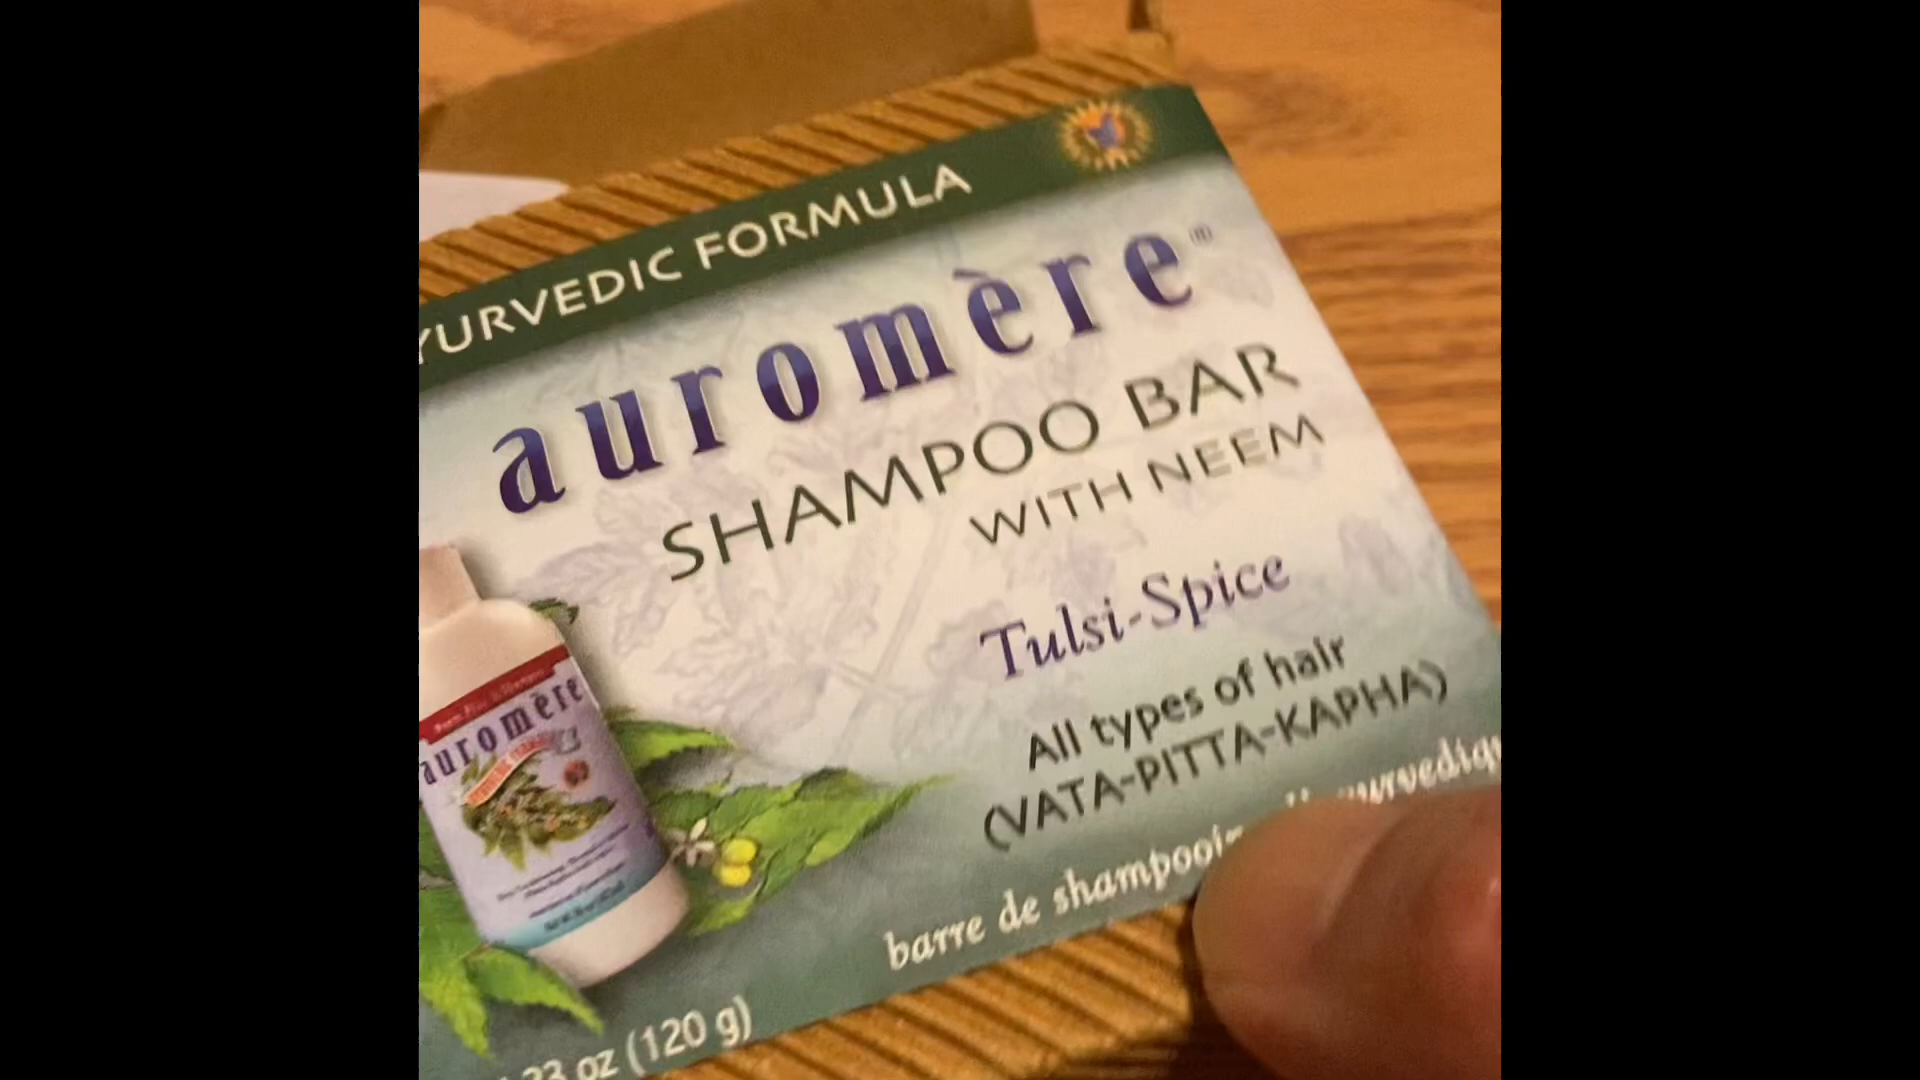 YURVEDIC FORMULA
auromère®
SHAMPOO BAR
WITH NEEM
Tulsi-Spice
All types of hair
(VATA-PITTA-KAPHA)
barre de
auromère
23 oz (120 g)